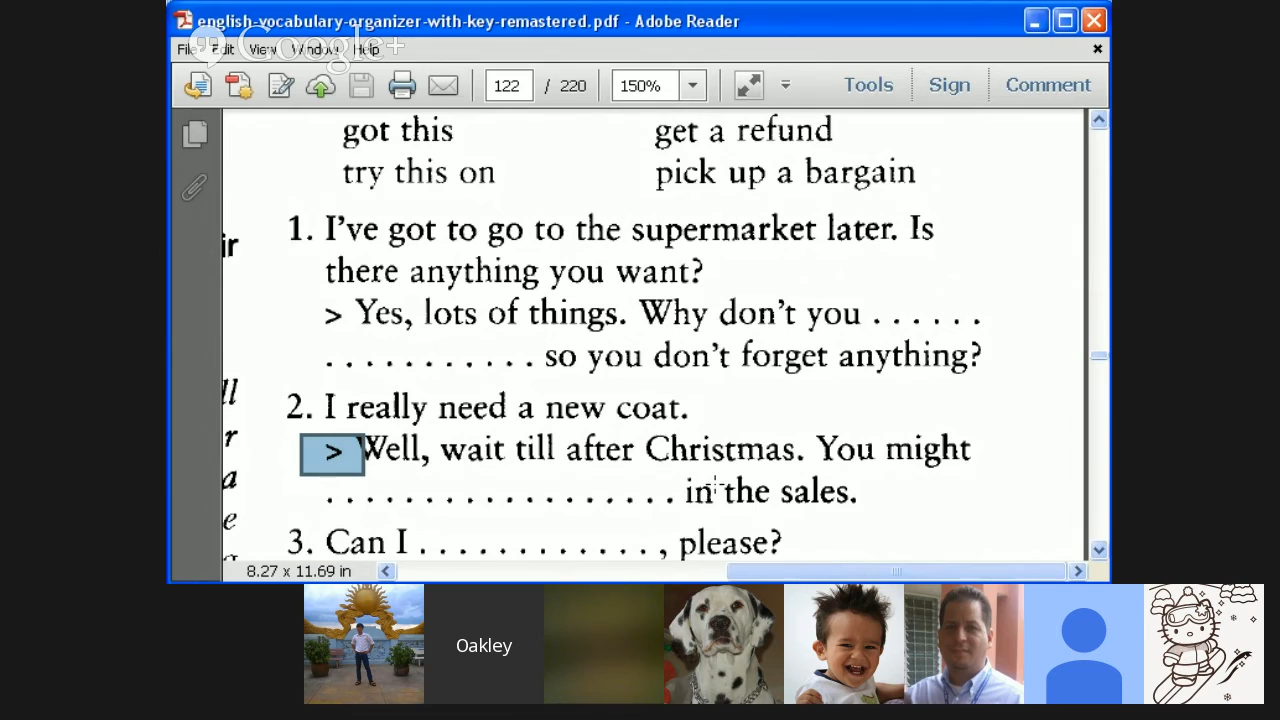 english-vocabulary-organizer-with-key-remastered.pdf - Adobe Reader
Google+
File Edit View Window Help
122 / 220 150% Tools Sign Comment
got this get a refund
try this on pick up a bargain
1. I've got to go to the supermarket later. Is
ir
there anything you want?
> Yes, lots of things. Why don't you . . . . . .
. . . . . . . . . . . so you don't forget anything?
ll
2. I really need a new coat.
r
> Well, wait till after Christmas. You might
a
. . . . . . . . . . . . . . . . . . in the sales.
e
3. Can I . . . . . . . . . . . . . , please?
8.27 x 11.69 in
Oakley